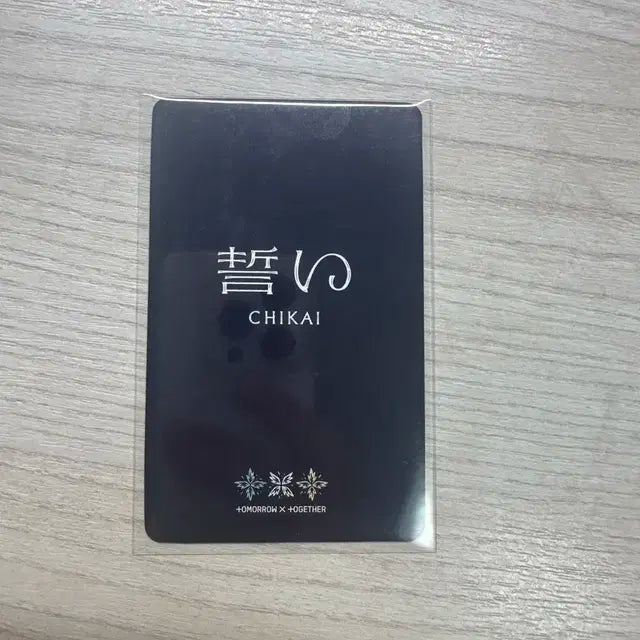 誓い
CHIKAI
TOMORROW × TOGETHER